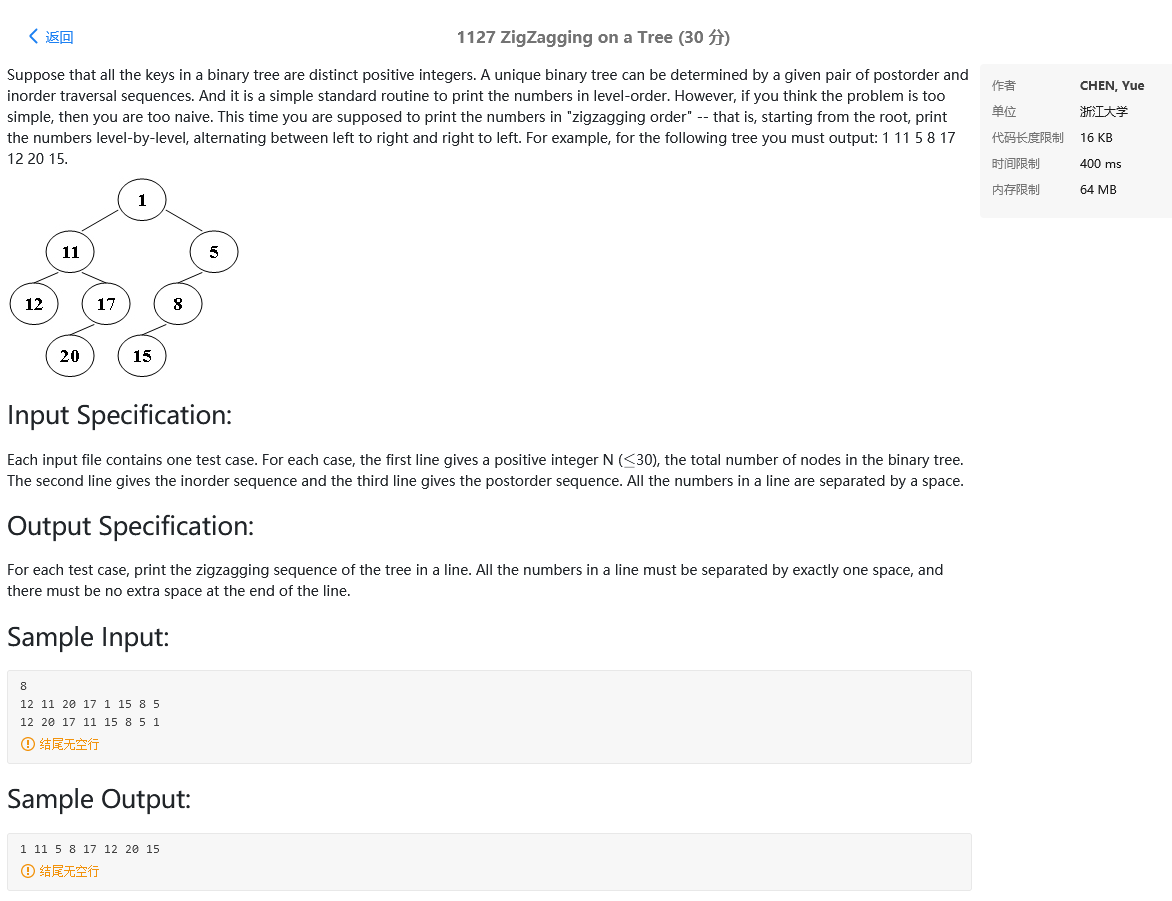 返回
1127 ZigZagging on a Tree (30 分)
Suppose that all the keys in a binary tree are distinct positive integers. A unique binary tree can be determined by a given pair of postorder and
inorder traversal sequences. And it is a simple standard routine to print the numbers in level-order. However, if you think the problem is too
simple, then you are too naive. This time you are supposed to print the numbers in "zigzagging order" -- that is, starting from the root, print
the numbers level-by-level, alternating between left to right and right to left. For example, for the following tree you must output: 1 11 5 8 17
12 20 15.
1
11 5
12 17 8
20 15
作者 CHEN, Yue
单位 浙江大学
代码长度限制 16 KB
时间限制 400 ms
内存限制 64 MB
Input Specification:
Each input file contains one test case. For each case, the first line gives a positive integer N (≤30), the total number of nodes in the binary tree.
The second line gives the inorder sequence and the third line gives the postorder sequence. All the numbers in a line are separated by a space.
Output Specification:
For each test case, print the zigzagging sequence of the tree in a line. All the numbers in a line must be separated by exactly one space, and
there must be no extra space at the end of the line.
Sample Input:
8
12 11 20 17 1 15 8 5
12 20 17 11 15 8 5 1
结尾无空行
Sample Output:
1 11 5 8 17 12 20 15
结尾无空行